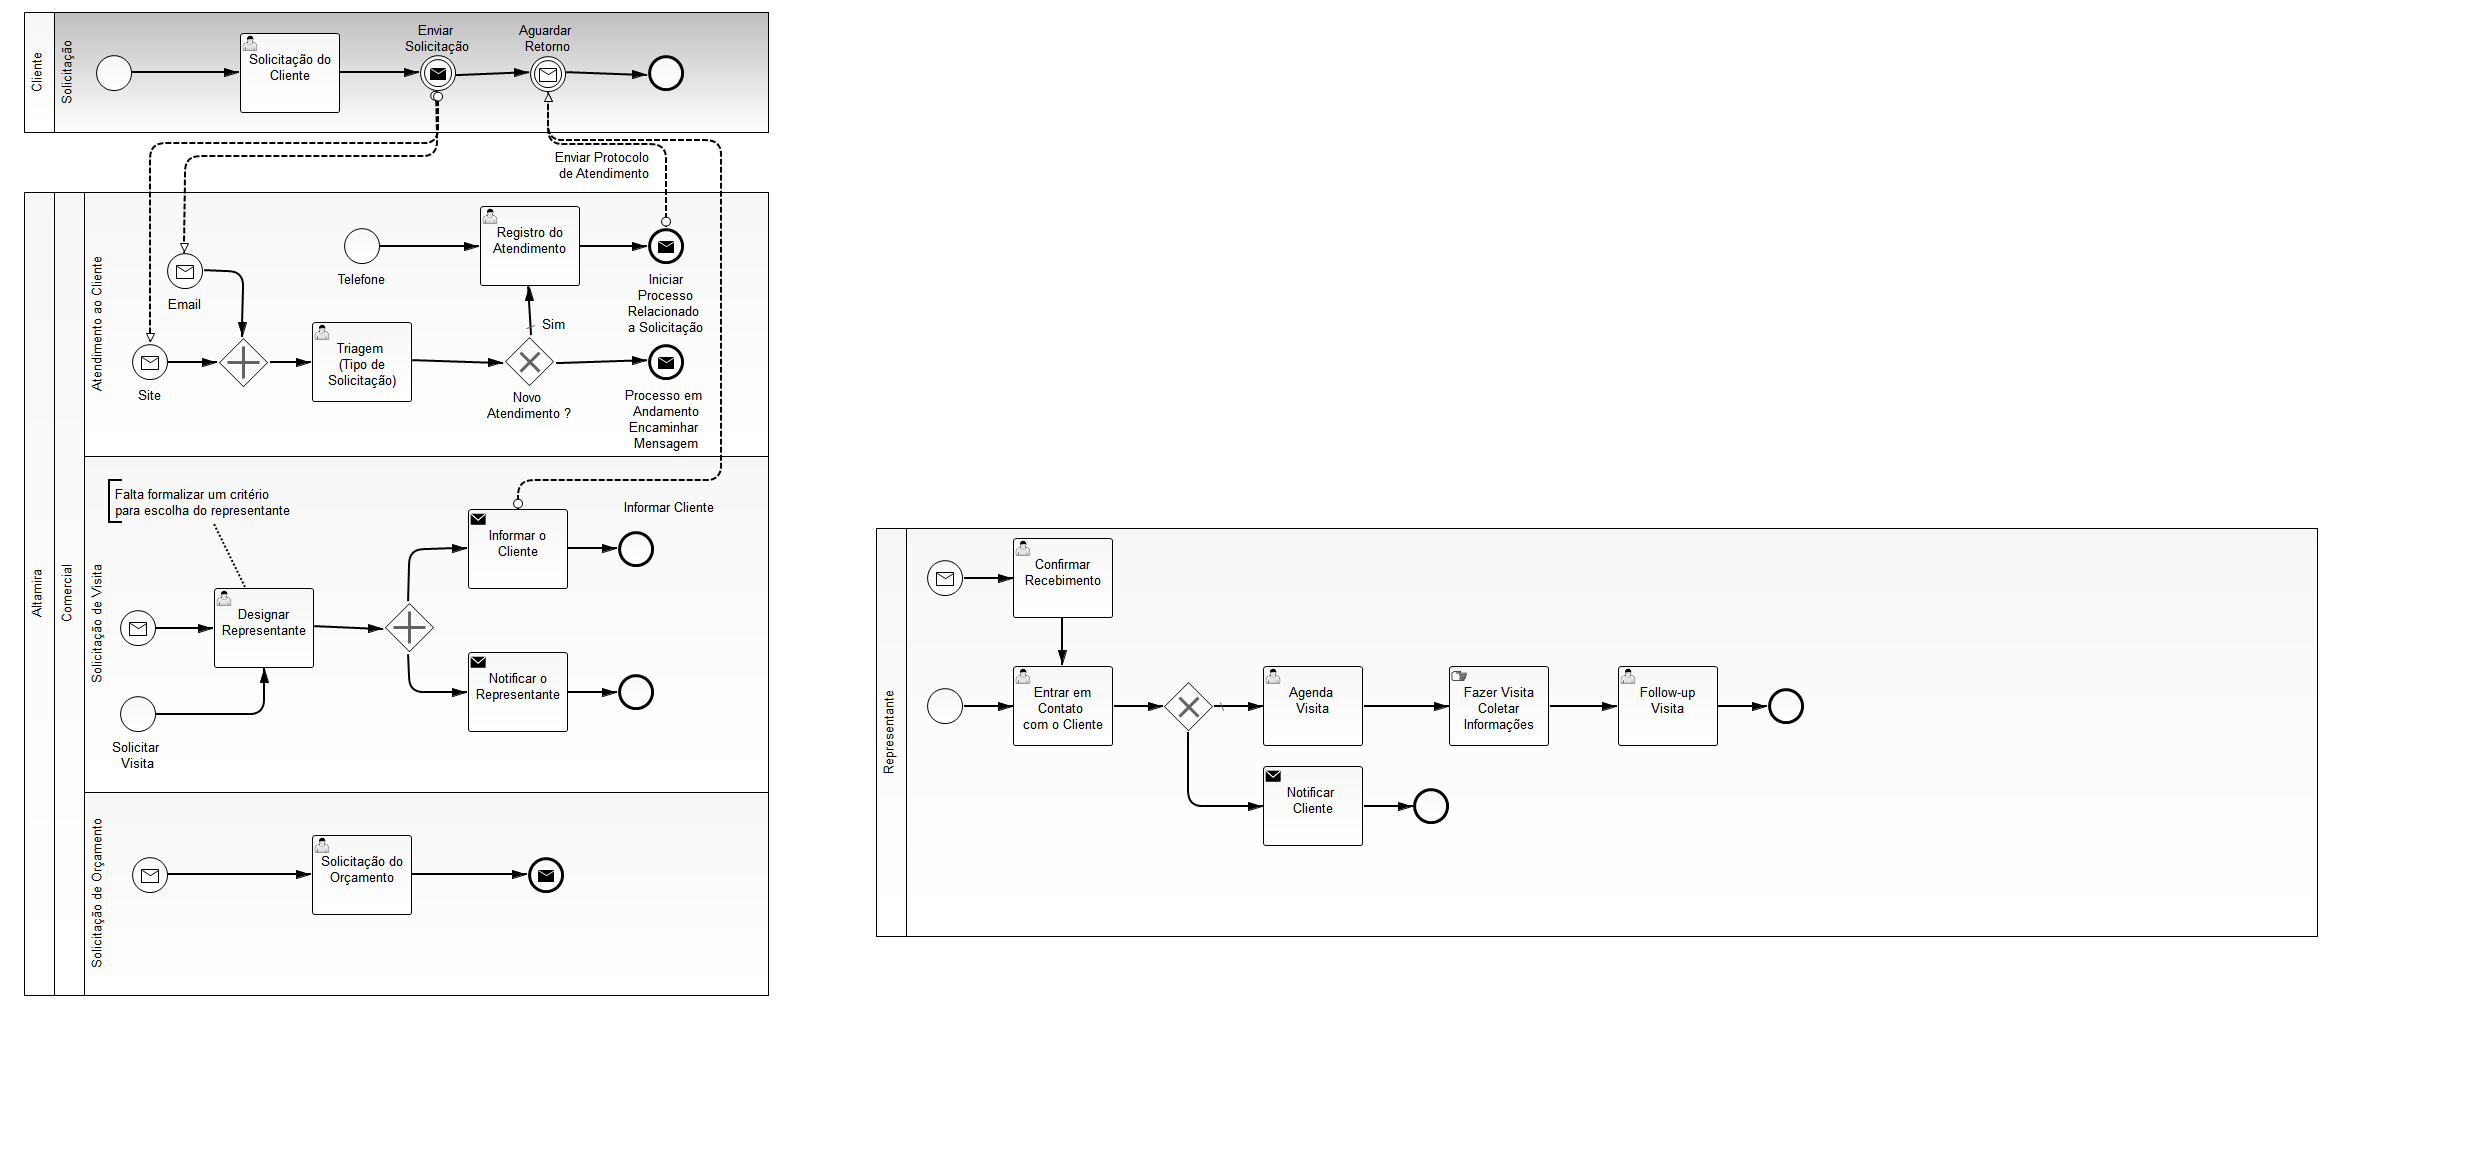 Cliente
Solicitação
Solicitação do
Cliente
Enviar
Solicitação
Aguardar
Retorno
Enviar Protocolo
de Atendimento
Altamira
Comercial
Atendimento ao Cliente
Email
Site
Telefone
Triagem
(Tipo de
Solicitação)
Registro do
Atendimento
Sim
Novo
Atendimento ?
Iniciar
Processo
Relacionado
a Solicitação
Processo em
Andamento
Encaminhar
Mensagem
Solicitação de Visita
Falta formalizar um critério
para escolha do representante
Designar
Representante
Solicitar
Visita
Informar o
Cliente
Informar Cliente
Notificar o
Representante
Solicitação de Orçamento
Solicitação do
Orçamento
Representante
Confirmar
Recebimento
Entrar em
Contato
com o Cliente
Agenda
Visita
Fazer Visita
Coletar
Informações
Follow-up
Visita
Notificar
Cliente